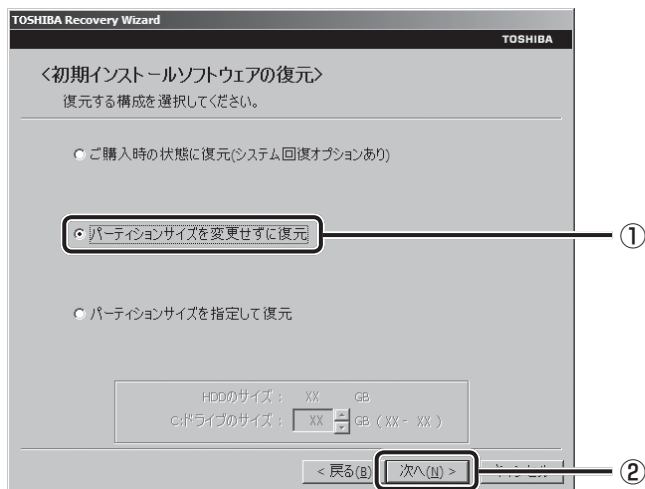 TOSHIBA Recovery Wizard
TOSHIBA
<初期インストールソフトウェアの復元>
復元する構成を選択してください。
ご購入時の状態に復元(システム回復オプションあり)
パーティションサイズを変更せずに復元
①
パーティションサイズを指定して復元
HDDのサイズ： XX GB
C:ドライブのサイズ： XX GB ( XX - XX )
< 戻る(B) 次へ(N) >
②